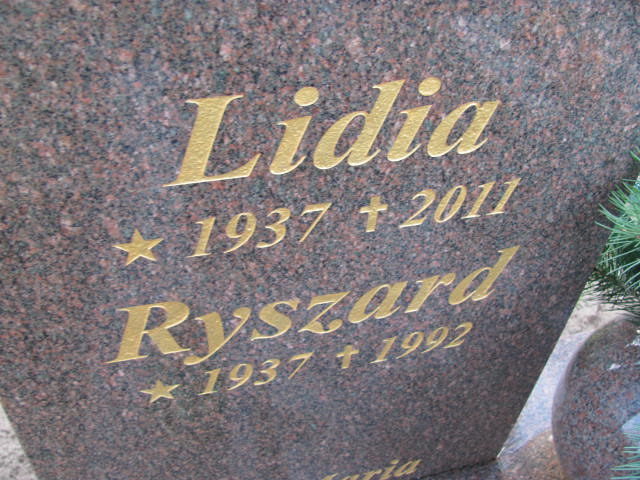 Lidia
★ 1937 ✝ 2011
Ryszard
★ 1937 ✝ 1992